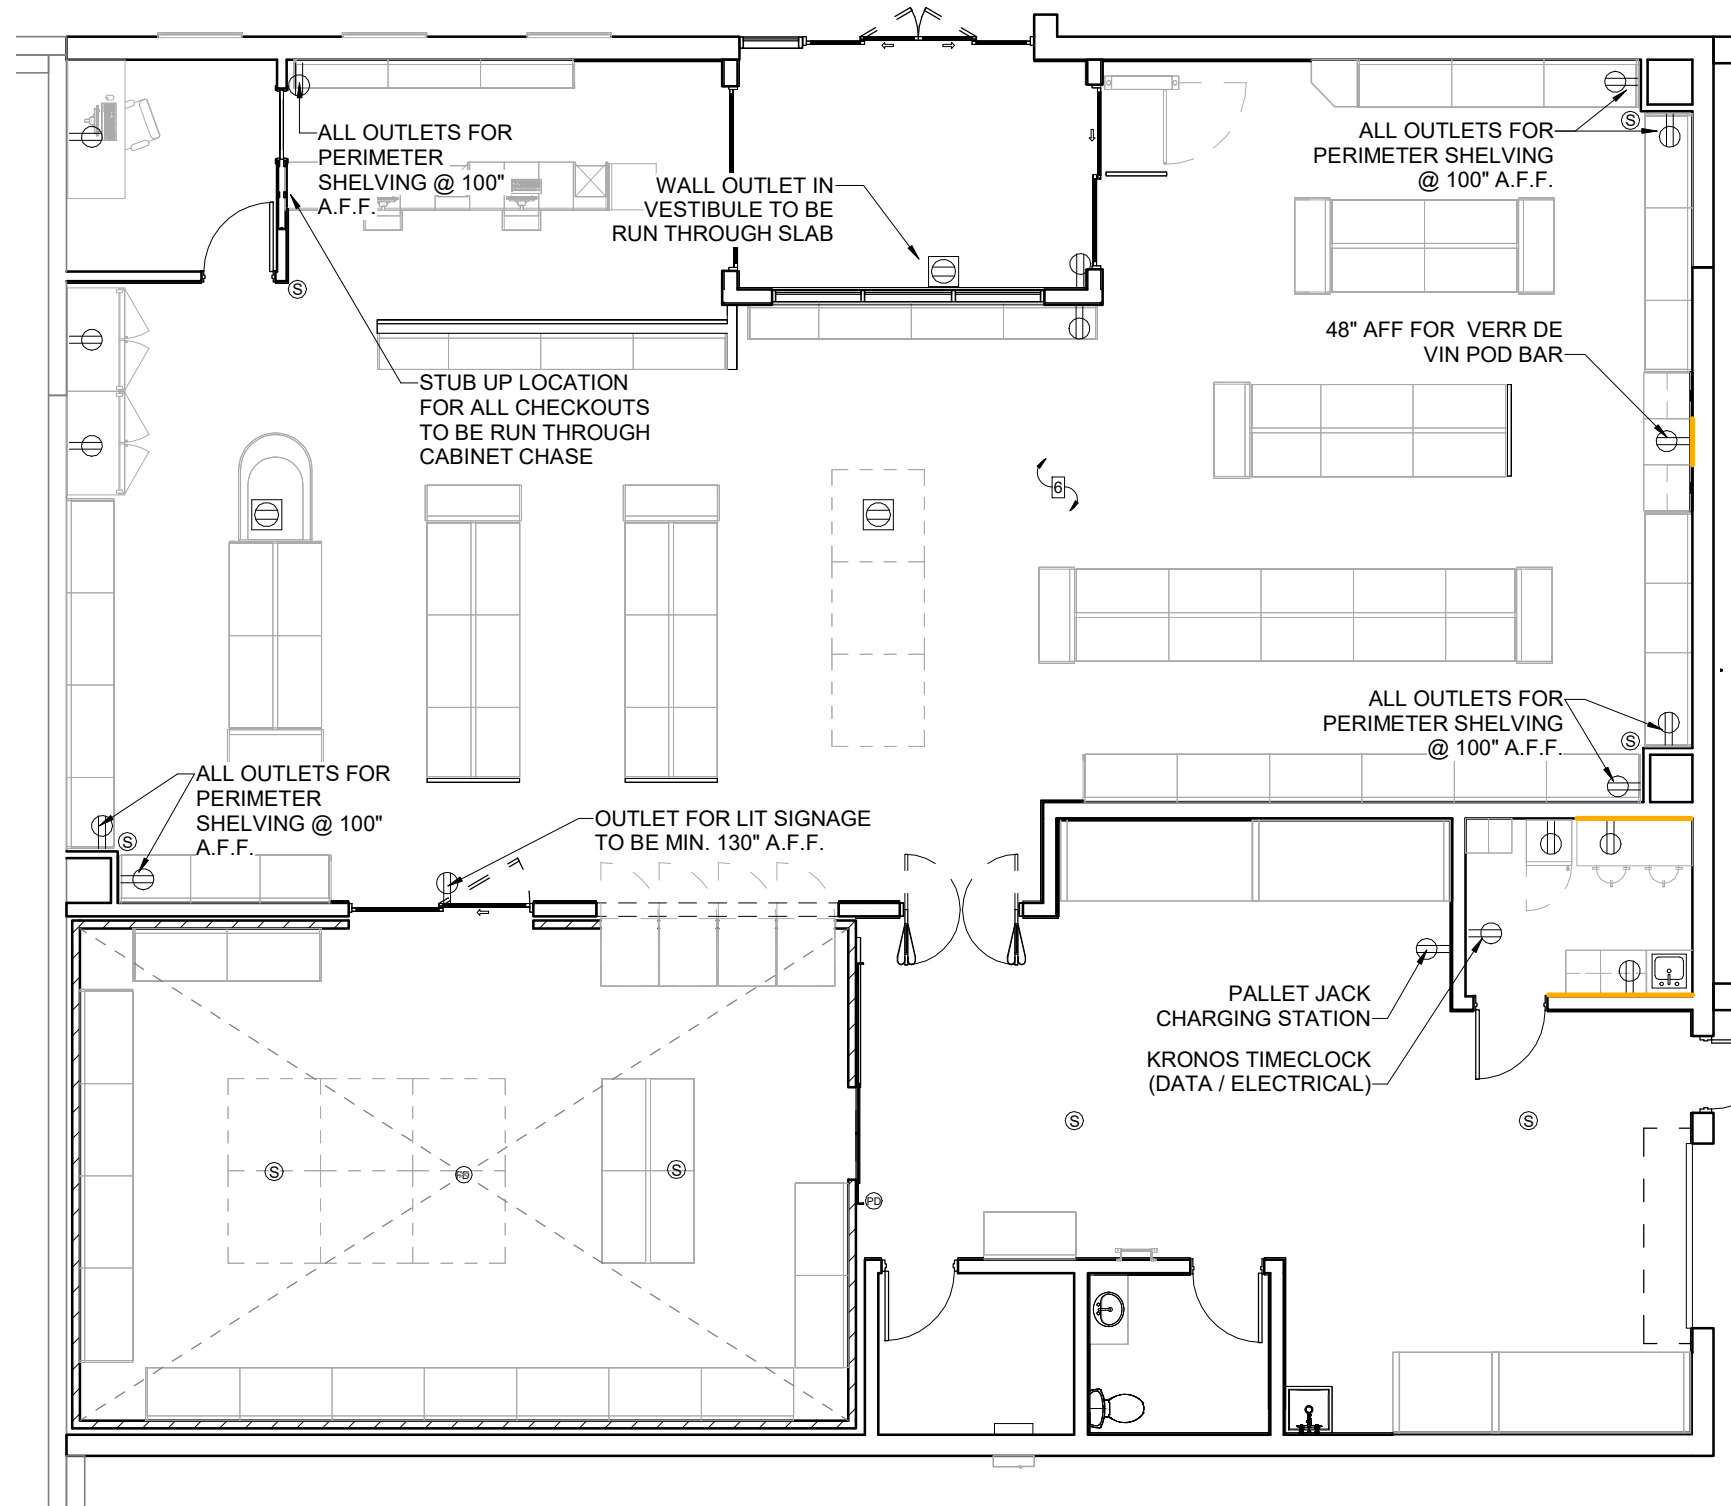 ALL OUTLETS FOR
PERIMETER
SHELVING @ 100"
A.F.F.
WALL OUTLET IN
VESTIBULE TO BE
RUN THROUGH SLAB
ALL OUTLETS FOR
PERIMETER SHELVING
@ 100" A.F.F.
S
S
48" AFF FOR VERR DE
VIN POD BAR
STUB UP LOCATION
FOR ALL CHECKOUTS
TO BE RUN THROUGH
CABINET CHASE
6
ALL OUTLETS FOR
PERIMETER SHELVING
@ 100" A.F.F.
S
ALL OUTLETS FOR
PERIMETER
SHELVING @ 100"
A.F.F.
S
OUTLET FOR LIT SIGNAGE
TO BE MIN. 130" A.F.F.
PALLET JACK
CHARGING STATION
KRONOS TIMECLOCK
(DATA / ELECTRICAL)
S
S
S
PD
S
PD